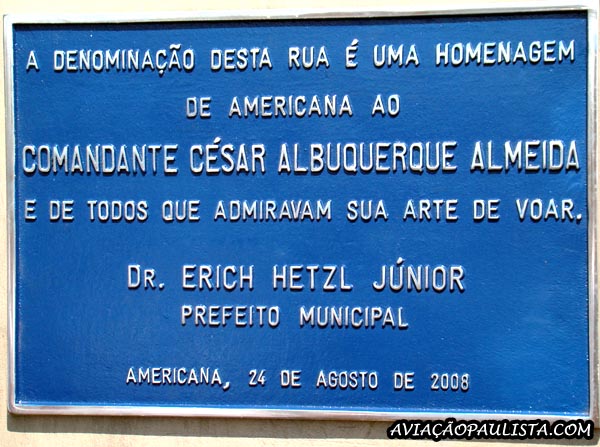 A DENOMINAÇÃO DESTA RUA É UMA HOMENAGEM
DE AMERICANA AO
COMANDANTE CÉSAR ALBUQUERQUE ALMEIDA
E DE TODOS QUE ADMIRAVAM SUA ARTE DE VOAR.
DR. ERICH HETZL JÚNIOR
PREFEITO MUNICIPAL
AMERICANA, 24 DE AGOSTO DE 2008
AVIAÇÃOPAULISTA.COM